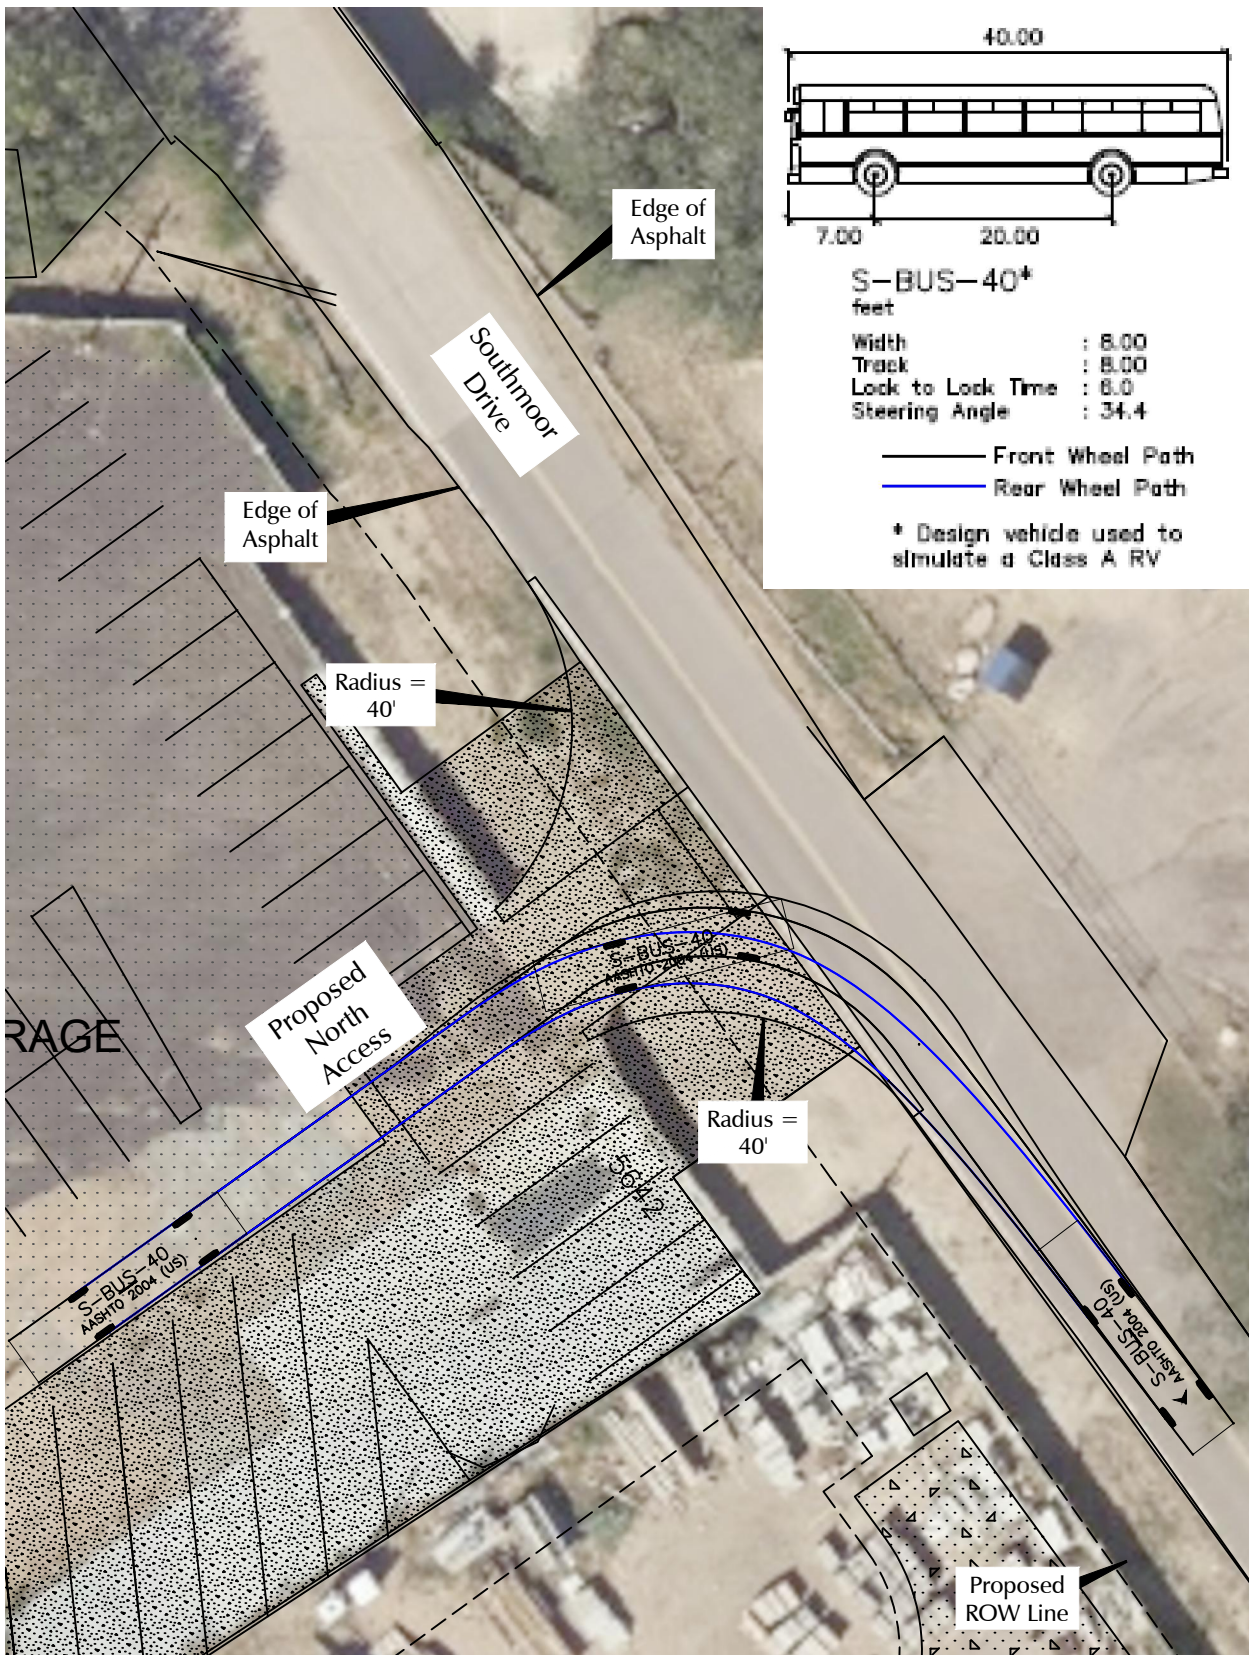 40.00
7.00
20.00
S-BUS-40*
feet
Width : 8.00
Track : 8.00
Lock to Lock Time : 6.0
Steering Angle : 34.4
Front Wheel Path
Rear Wheel Path
* Design vehicle used to
simulate a Class A RV
Edge of
Asphalt
Southmoor
Drive
Edge of
Asphalt
Radius =
40'
S-BUS-40
AASHTO 2004 (US)
Proposed
North
Access
RAGE
Radius =
40'
5642
S-BUS-40
AASHTO 2004 (US)
S-BUS-40
AASHTO 2004 (US)
Proposed
ROW Line